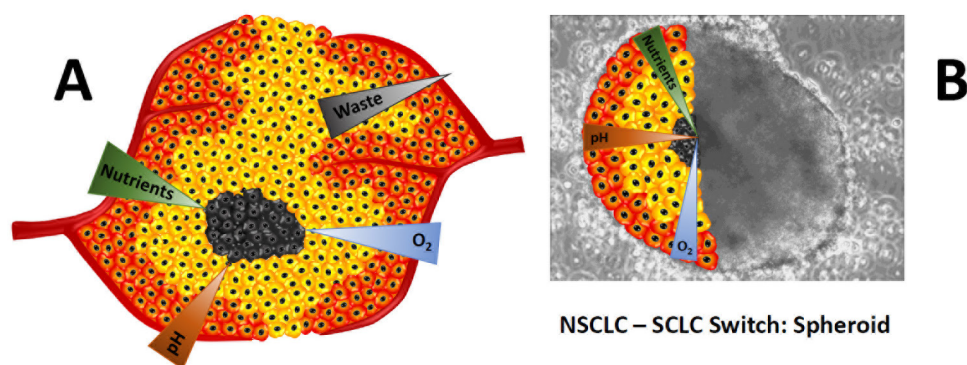 A
Waste
Nutrients
O₂
pH
B
Nutrients
pH
O₂
NSCLC – SCLC Switch: Spheroid